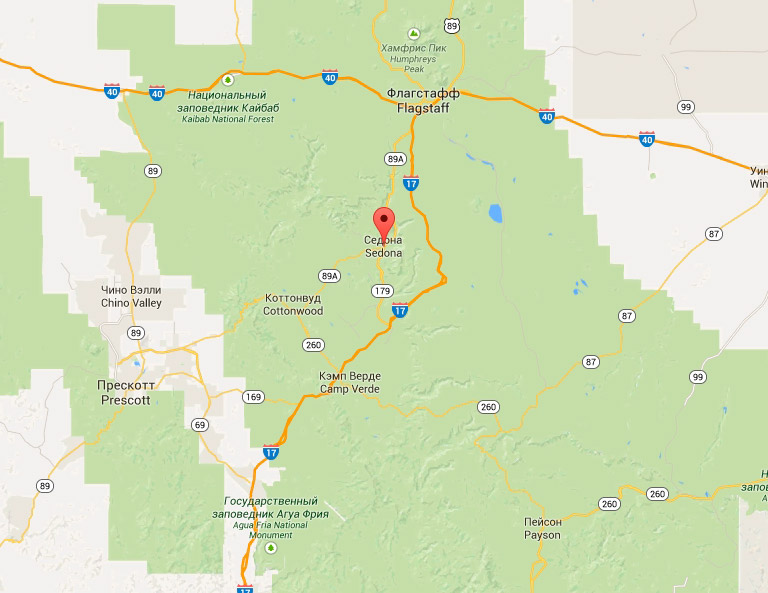 89
Хамфрис Пик
Humphreys
Peak
40
40
40
Национальный
заповедник Кайбаб
Kaibab National Forest
Флагстафф
Flagstaff
99
40
40
89A
89
17
Win
87
Седона
Sedona
89A
179
Чино Вэлли
Chino Valley
Коттонвуд
Cottonwood
17
87
89
260
87
Кэмп Верде
Camp Verde
99
Прескотт
Prescott
169
260
69
17
89
260
260
Государственный
заповедник Агуа Фрия
Agua Fria National
Monument
Пейсон
Payson
17